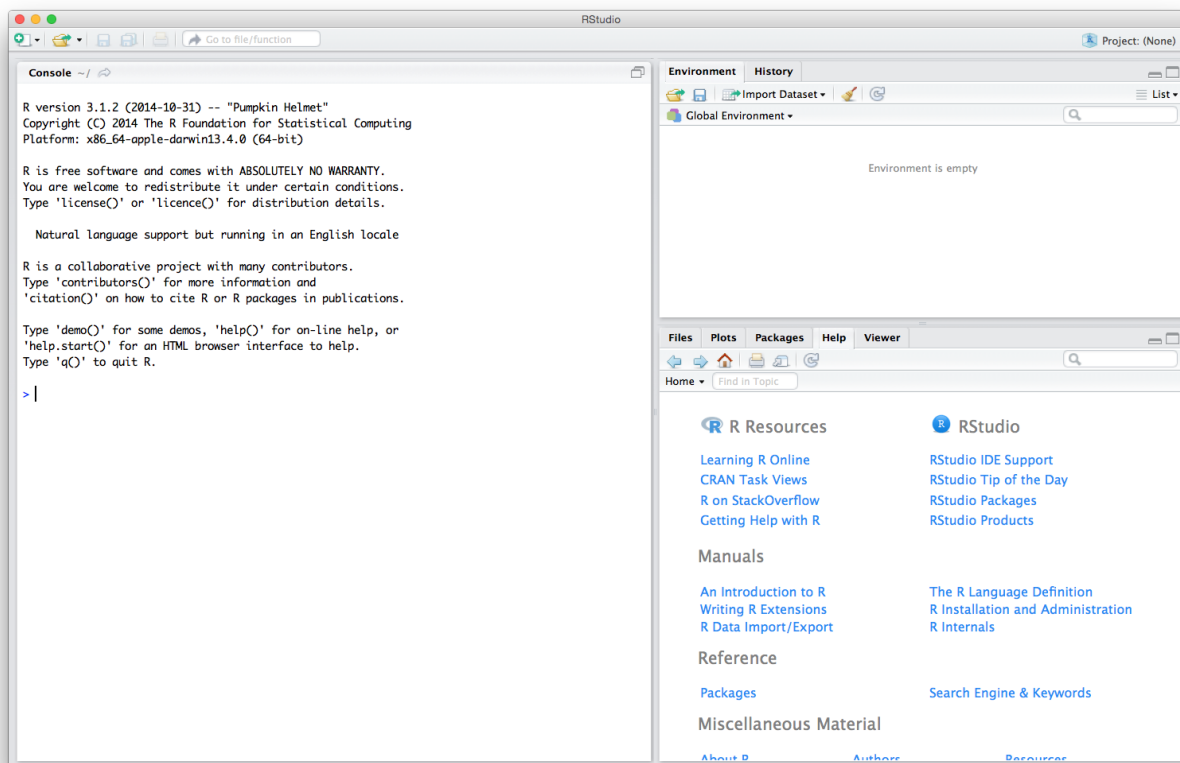 RStudio
Go to file/function
Project: (None)
Console ~/
R version 3.1.2 (2014-10-31) -- "Pumpkin Helmet"
Copyright (C) 2014 The R Foundation for Statistical Computing
Platform: x86_64-apple-darwin13.4.0 (64-bit)
R is free software and comes with ABSOLUTELY NO WARRANTY.
You are welcome to redistribute it under certain conditions.
Type 'license()' or 'licence()' for distribution details.
Natural language support but running in an English locale
R is a collaborative project with many contributors.
Type 'contributors()' for more information and
'citation()' on how to cite R or R packages in publications.
Type 'demo()' for some demos, 'help()' for on-line help, or
'help.start()' for an HTML browser interface to help.
Type 'q()' to quit R.
>
Environment History
Import Dataset List
Global Environment
Environment is empty
Files Plots Packages Help Viewer
Home Find in Topic
R R Resources R RStudio
Learning R Online RStudio IDE Support
CRAN Task Views RStudio Tip of the Day
R on StackOverflow RStudio Packages
Getting Help with R RStudio Products
Manuals
An Introduction to R The R Language Definition
Writing R Extensions R Installation and Administration
R Data Import/Export R Internals
Reference
Packages Search Engine & Keywords
Miscellaneous Material
About R Authors Resources